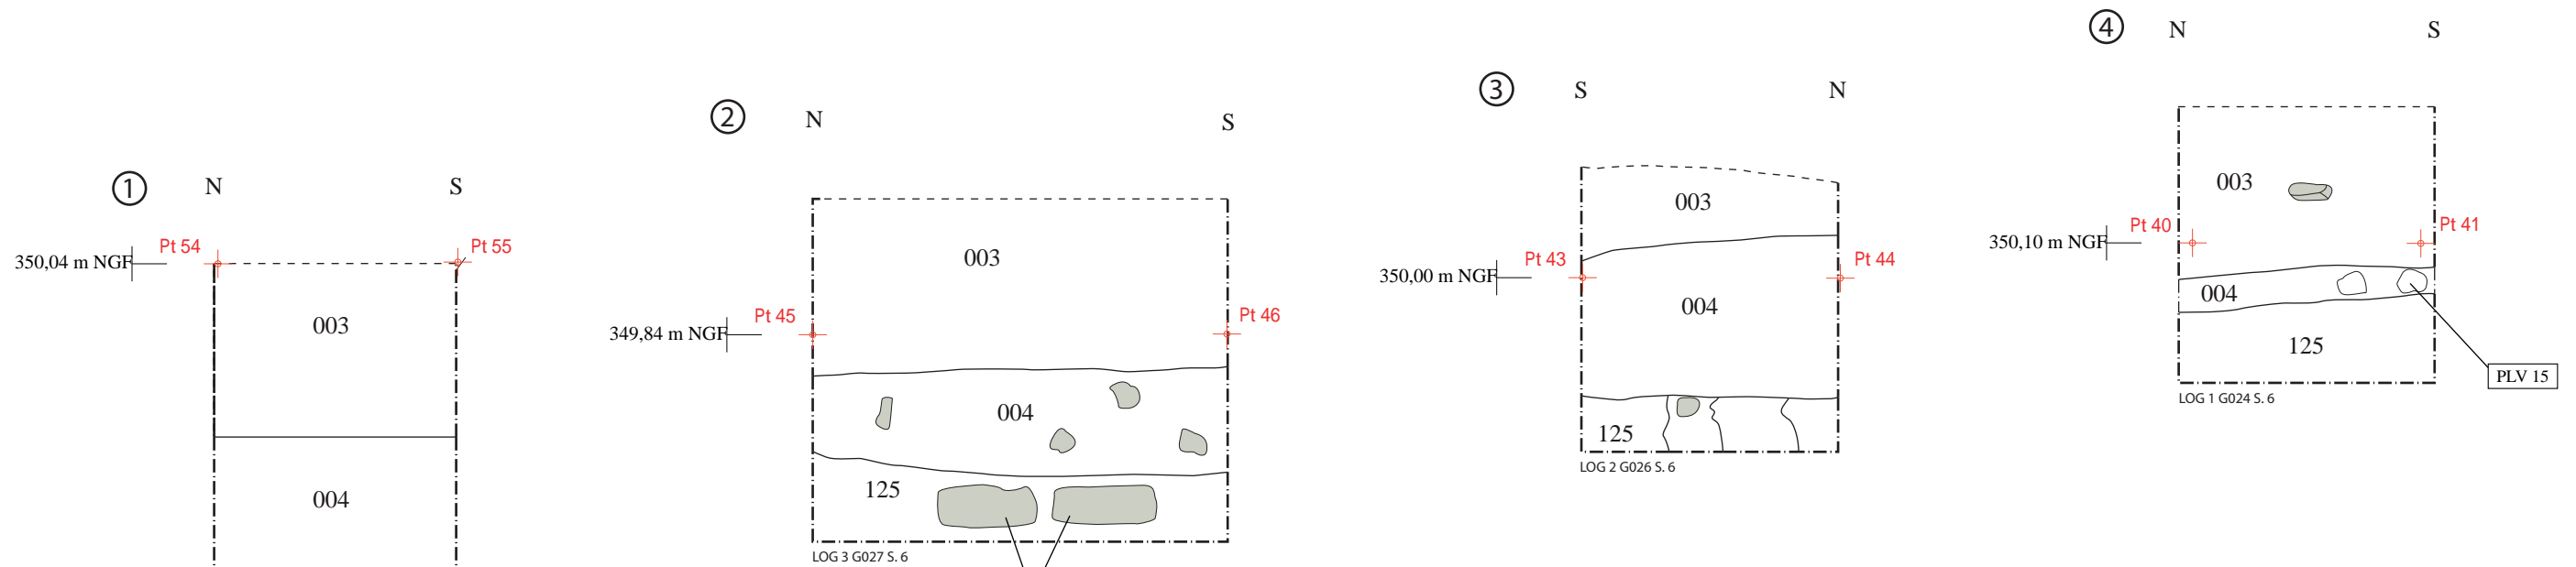 ①
N
S
350,04 m NGF
Pt 54
Pt 55
003
004
②
N
S
003
349,84 m NGF
Pt 45
Pt 46
004
125
LOG 3 G027 S. 6
③
S
N
003
350,00 m NGF
Pt 43
Pt 44
004
125
LOG 2 G026 S. 6
④
N
S
003
350,10 m NGF
Pt 40
Pt 41
004
125
PLV 15
LOG 1 G024 S. 6